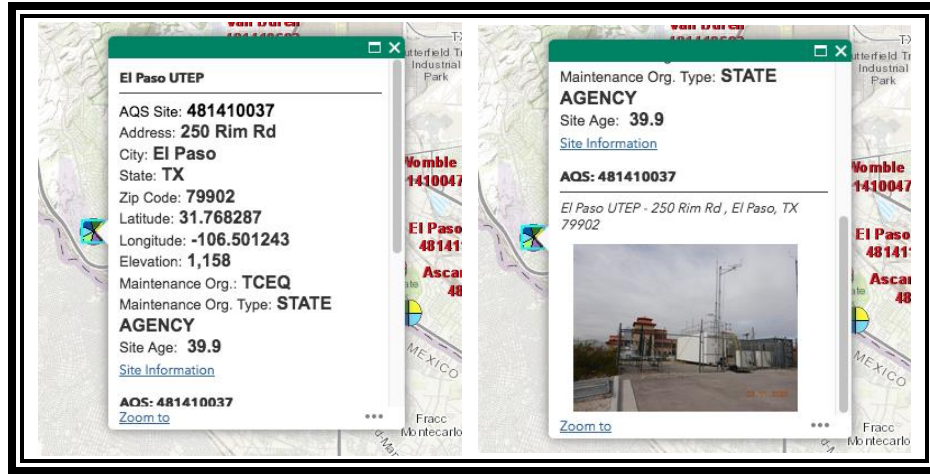 El Paso UTEP
AQS Site: 481410037
Address: 250 Rim Rd
City: El Paso
State: TX
Zip Code: 79902
Latitude: 31.768287
Longitude: -106.501243
Elevation: 1,158
Maintenance Org.: TCEQ
Maintenance Org. Type: STATE
AGENCY
Site Age: 39.9
Site Information
AQS: 481410037
Zoom to
Industrial
Park
Womble
1410047
El Paso
48141
Ascar
48
MEXICO
Fracc
Montecarlo
Maintenance Org. Type: STATE
AGENCY
Site Age: 39.9
Site Information
AQS: 481410037
El Paso UTEP - 250 Rim Rd , El Paso, TX
79902
Zoom to
Industrial
Park
Womble
1410047
El Paso
48141
Ascar
48
MEXICO
Fracc
Montecarlo